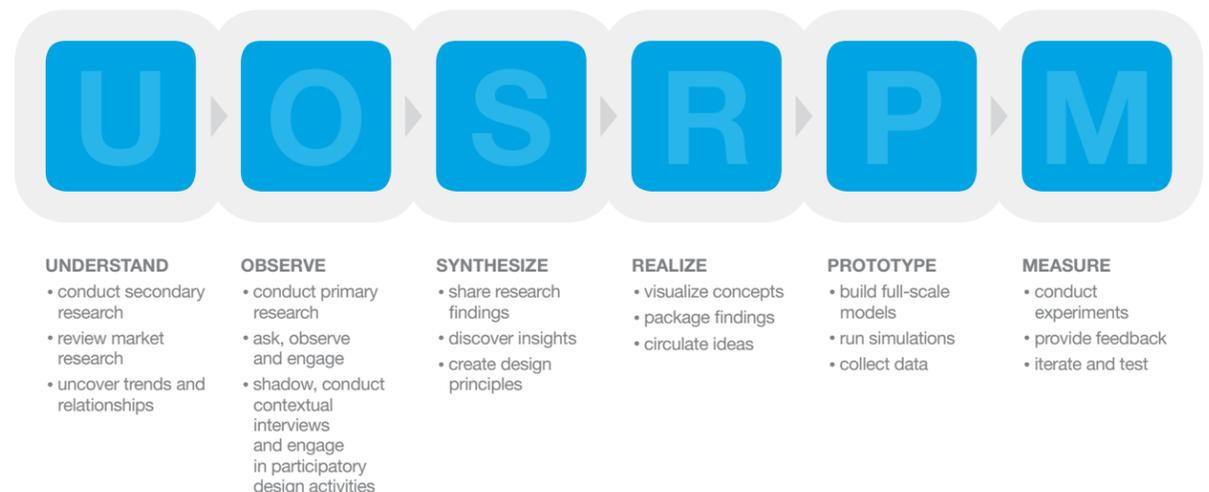 U O S R P M
UNDERSTAND
• conduct secondary
research
• review market
research
• uncover trends and
relationships
OBSERVE
• conduct primary
research
• ask, observe
and engage
• shadow, conduct
contextual
interviews
and engage
in participatory
design activities
SYNTHESIZE
• share research
findings
• discover insights
• create design
principles
REALIZE
• visualize concepts
• package findings
• circulate ideas
PROTOTYPE
• build full-scale
models
• run simulations
• collect data
MEASURE
• conduct
experiments
• provide feedback
• iterate and test